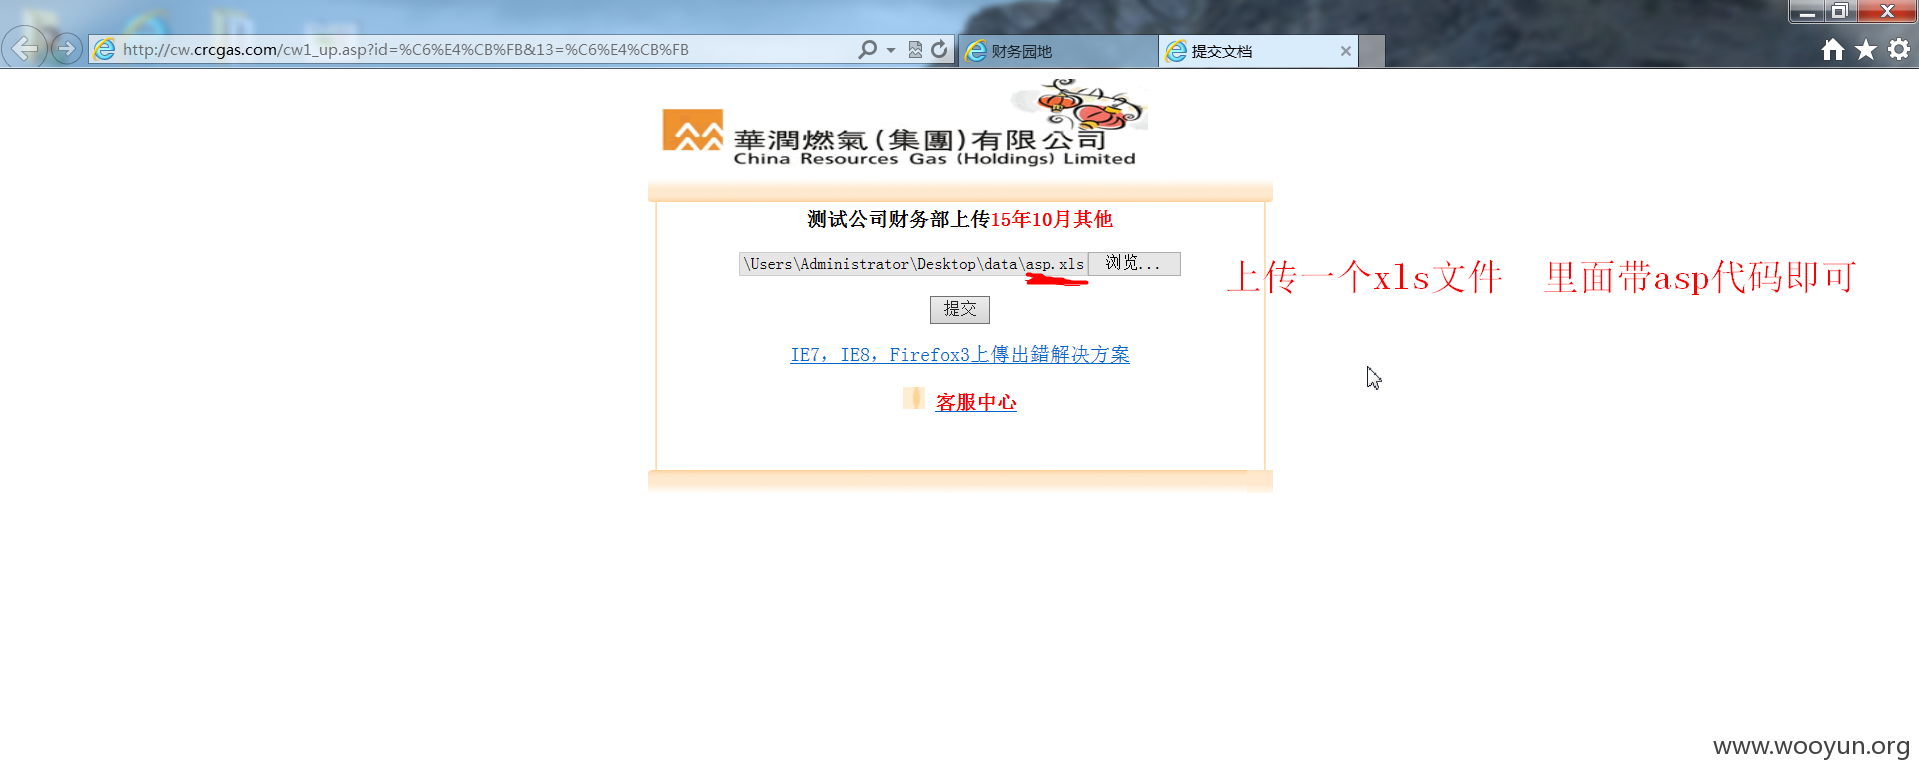 http://cw.crcgas.com/cw1_up.asp?id=%C6%E4%CB%FB&13=%C6%E4%CB%FB
财务园地
提交文档
華潤燃氣(集團)有限公司
China Resources Gas (Holdings) Limited
测试公司财务部上传15年10月其他
\Users\Administrator\Desktop\data\asp.xls
浏览...
上传一个xls文件 里面带asp代码即可
提交
IE7, IE8, Firefox3上傳出錯解决方案
客服中心
www.wooyun.org